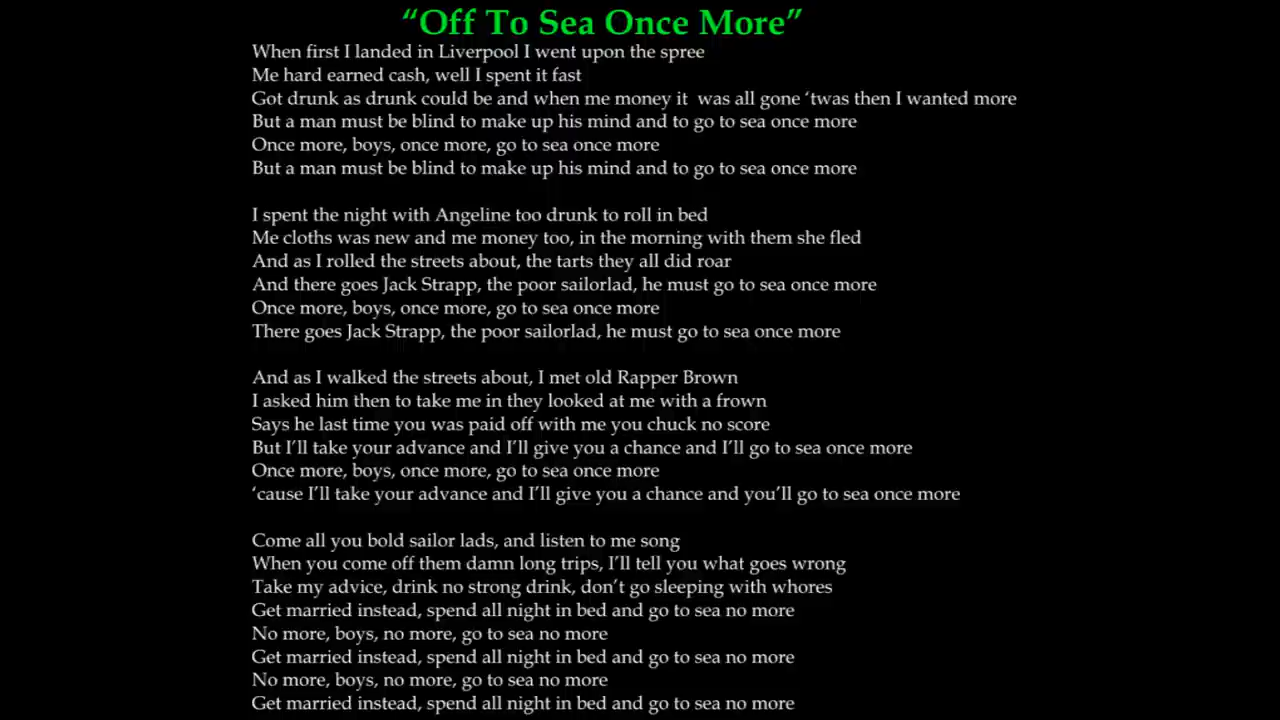 “Off To Sea Once More”
When first I landed in Liverpool I went upon the spree
Me hard earned cash, well I spent it fast
Got drunk as drunk could be and when me money it  was all gone ‘twas then I wanted more
But a man must be blind to make up his mind and to go to sea once more
Once more, boys, once more, go to sea once more
But a man must be blind to make up his mind and to go to sea once more

I spent the night with Angeline too drunk to roll in bed
Me cloths was new and me money too, in the morning with them she fled
And as I rolled the streets about, the tarts they all did roar
And there goes Jack Strapp, the poor sailorlad, he must go to sea once more
Once more, boys, once more, go to sea once more
There goes Jack Strapp, the poor sailorlad, he must go to sea once more

And as I walked the streets about, I met old Rapper Brown
I asked him then to take me in they looked at me with a frown
Says he last time you was paid off with me you chuck no score
But I’ll take your advance and I’ll give you a chance and I’ll go to sea once more
Once more, boys, once more, go to sea once more
‘cause I’ll take your advance and I’ll give you a chance and you’ll go to sea once more

Come all you bold sailor lads, and listen to me song
When you come off them damn long trips, I’ll tell you what goes wrong
Take my advice, drink no strong drink, don’t go sleeping with whores
Get married instead, spend all night in bed and go to sea no more
No more, boys, no more, go to sea no more
Get married instead, spend all night in bed and go to sea no more
No more, boys, no more, go to sea no more
Get married instead, spend all night in bed and go to sea no more